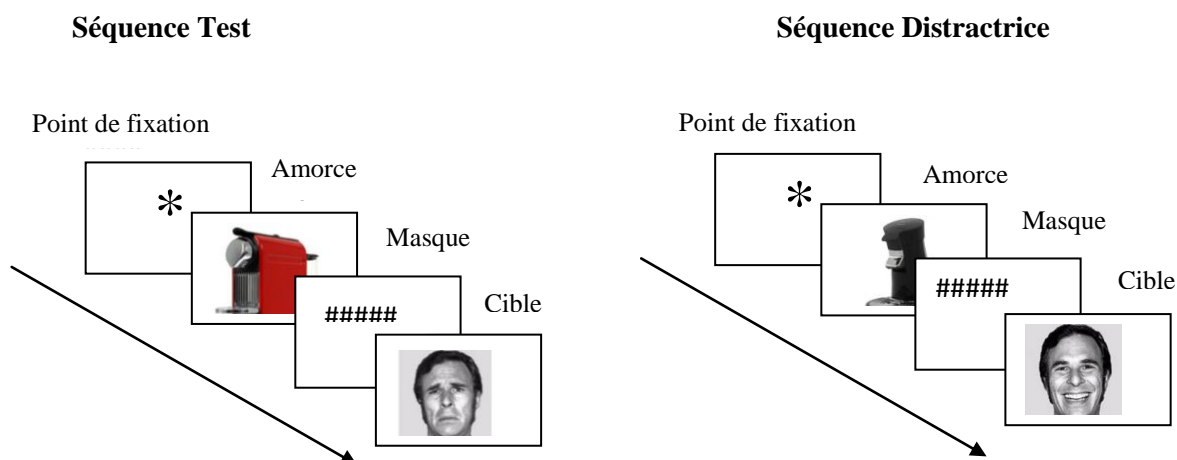 Séquence Test
Séquence Distractrice
Point de fixation
Point de fixation
*
Amorce
*
Amorce
Masque
Masque
#####
Cible
#####
Cible